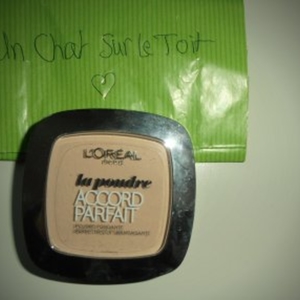 Un Chat Sur Le Toit
L'ORÉAL
PARIS
la poudre
ACCORD
PARFAIT